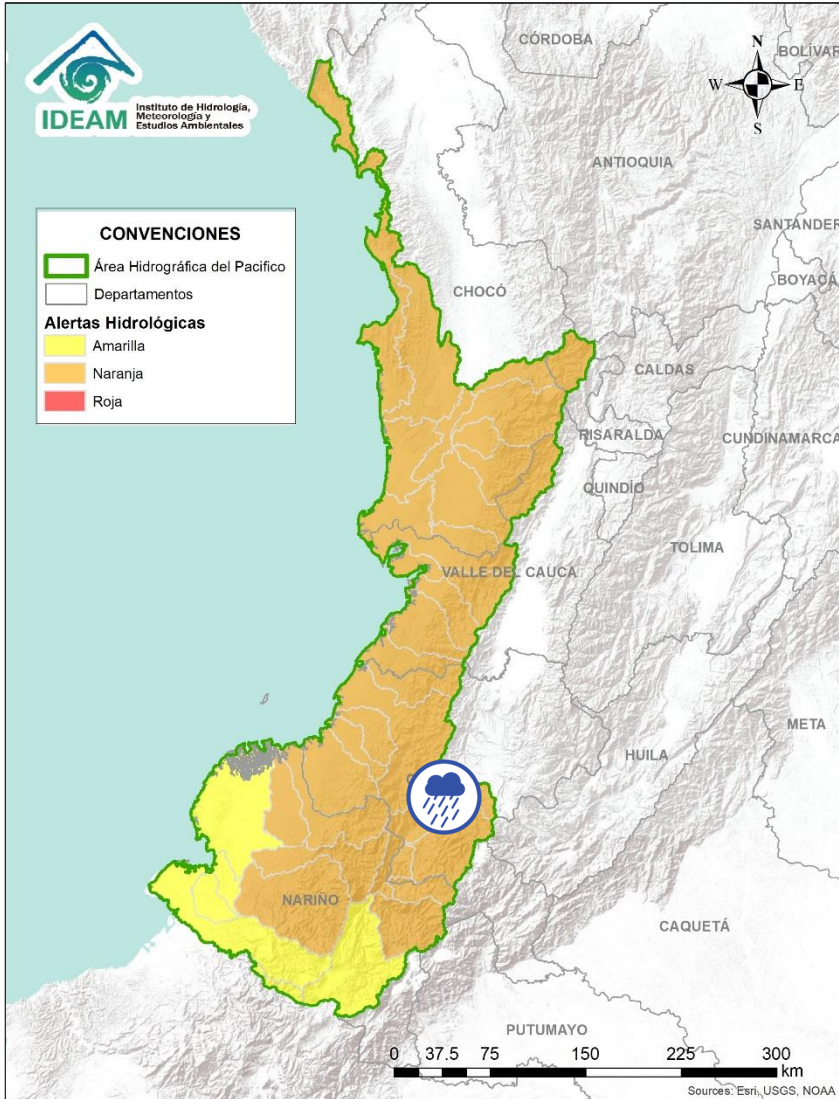 IDEAM
Instituto de Hidrología,
Meteorología y
Estudios Ambientales
CONVENCIONES
Área Hidrográfica del Pacifico
Departamentos
Alertas Hidrológicas
Amarilla
Naranja
Roja
N
W
E
S
CÓRDOBA
BOLÍVAR
ANTIOQUIA
SANTANDER
BOYACÁ
CHOCÓ
CALDAS
RISARALDA
CUNDINAMARCA
QUINDÍO
TOLIMA
VALLE DEL CAUCA
META
HUILA
NARIÑO
CAQUETÁ
PUTUMAYO
0 37.5 75 150 225 300
km
Sources: Esri, USGS, NOAA